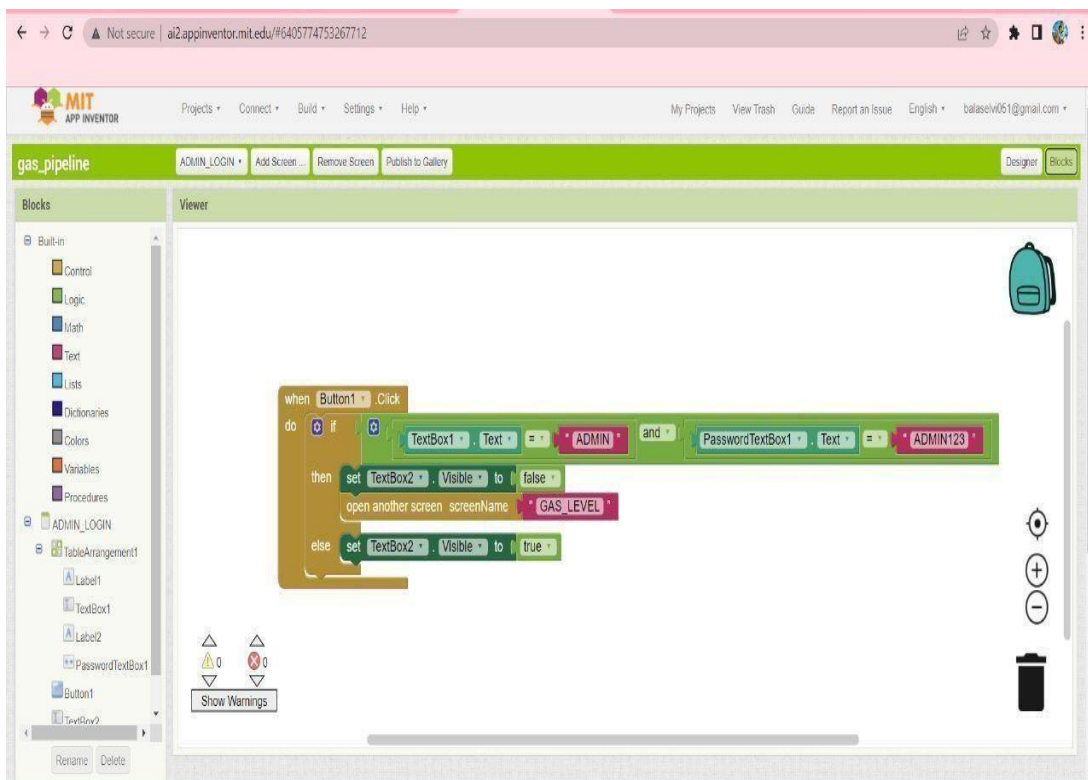 Not secure | ai2.appinventor.mit.edu/#6405774753267712
MIT
APP INVENTOR
Projects Connect Build Settings Help My Projects View Trash Guide Report an Issue English balaselvi051@gmail.com
gas_pipeline ADMIN_LOGIN Add Screen ... Remove Screen Publish to Gallery Designer Blocks
Blocks Viewer
Built-in
Control
Logic
Math
Text
Lists
Dictionaries
Colors
Variables
Procedures
ADMIN_LOGIN
TableArrangement1
Label1
TextBox1
Label2
PasswordTextBox1
Button1
TextBox2
Rename Delete
when Button1 .Click
do if TextBox1 . Text = " ADMIN " and PasswordTextBox1 . Text = " ADMIN123 "
then set TextBox2 . Visible to false
open another screen screenName " GAS_LEVEL "
else set TextBox2 . Visible to true
0 0
Show Warnings